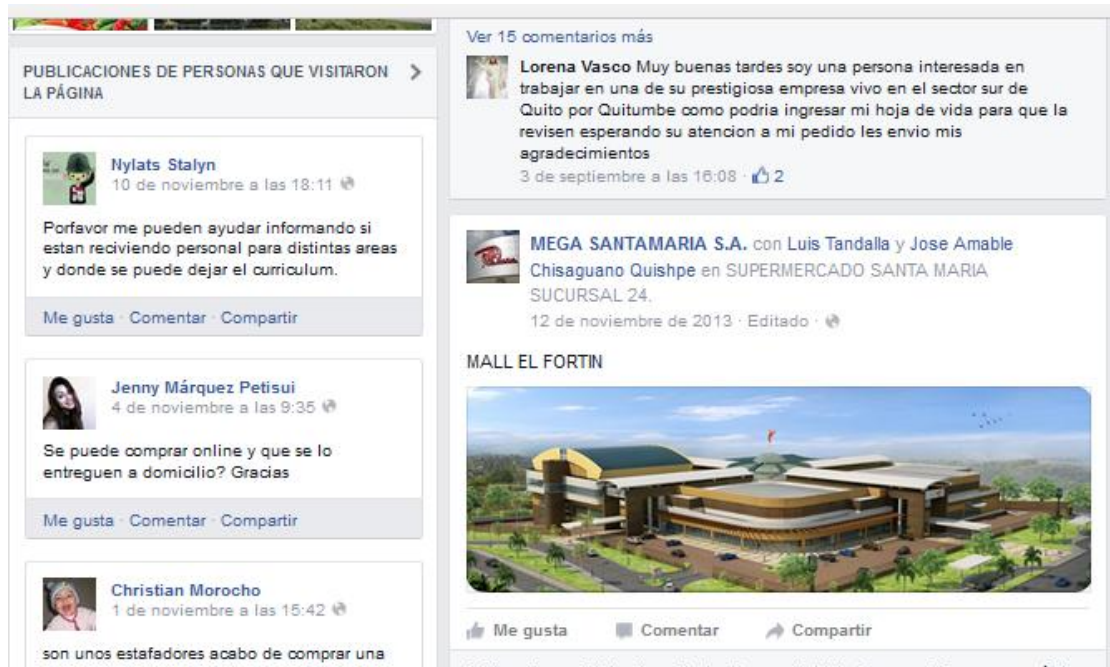 PUBLICACIONES DE PERSONAS QUE VISITARON
LA PÁGINA
Nylats Stalyn
10 de noviembre a las 18:11
Porfavor me pueden ayudar informando si
estan reciviendo personal para distintas areas
y donde se puede dejar el curriculum.
Me gusta · Comentar · Compartir
Jenny Márquez Petisui
4 de noviembre a las 9:35
Se puede comprar online y que se lo
entreguen a domicilio? Gracias
Me gusta · Comentar · Compartir
Christian Morocho
1 de noviembre a las 15:42
son unos estafadores acabo de comprar una
Ver 15 comentarios más
Lorena Vasco Muy buenas tardes soy una persona interesada en
trabajar en una de su prestigiosa empresa vivo en el sector sur de
Quito por Quitumbe como podria ingresar mi hoja de vida para que la
revisen esperando su atencion a mi pedido les envio mis
agradecimientos
3 de septiembre a las 16:08 · 2
MEGA SANTAMARIA S.A. con Luis Tandalla y Jose Amable
Chisaguano Quishpe en SUPERMERCADO SANTA MARIA
SUCURSAL 24.
12 de noviembre de 2013 · Editado ·
MALL EL FORTIN
Me gusta Comentar Compartir